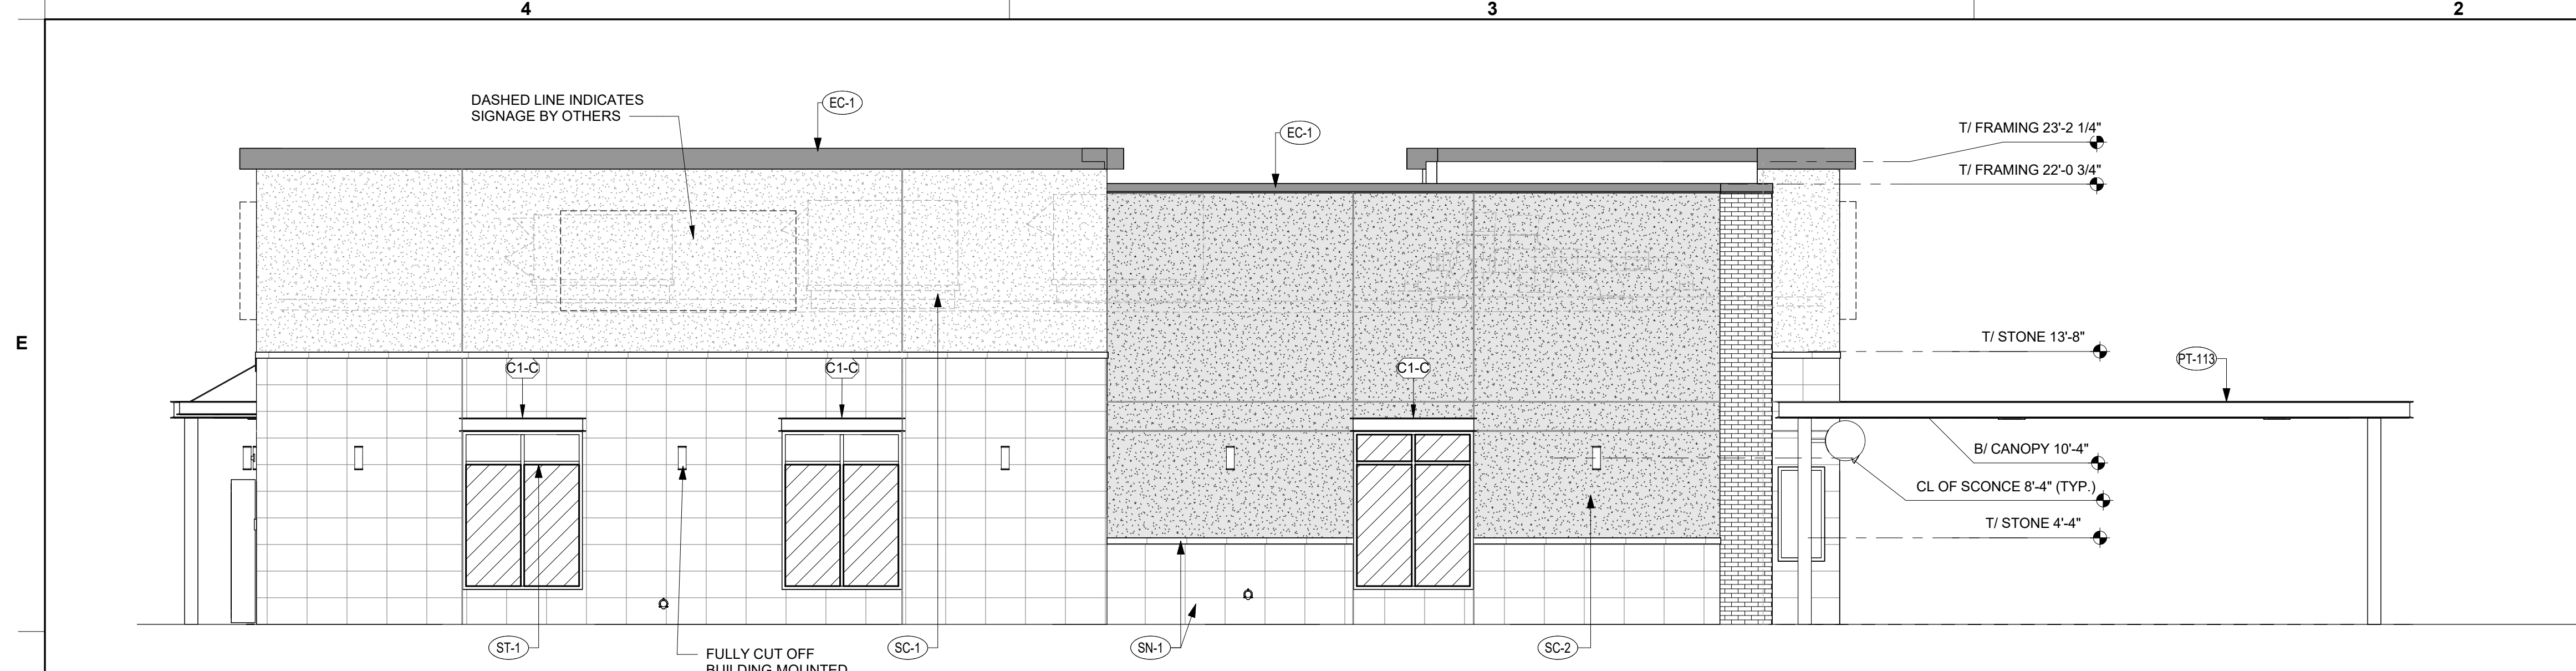 4
3
2
DASHED LINE INDICATES
SIGNAGE BY OTHERS
EC-1
EC-1
T/ FRAMING 23'-2 1/4"
T/ FRAMING 22'-0 3/4"
E
T/ STONE 13'-8"
PT-113
C1-C
C1-C
C1-C
B/ CANOPY 10'-4"
CL OF SCONCE 8'-4" (TYP.)
T/ STONE 4'-4"
ST-1
SC-1
SN-1
SC-2
FULLY CUT OFF
BUILDING MOUNTED